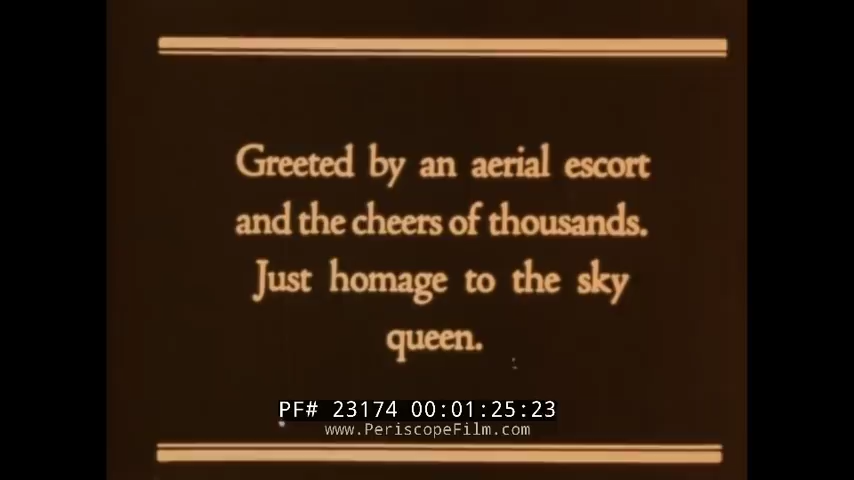 Greeted by an aerial escort
and the cheers of thousands.
Just homage to the sky
queen.
PF# 23174 00:01:25:23
www.PeriscopeFilm.com